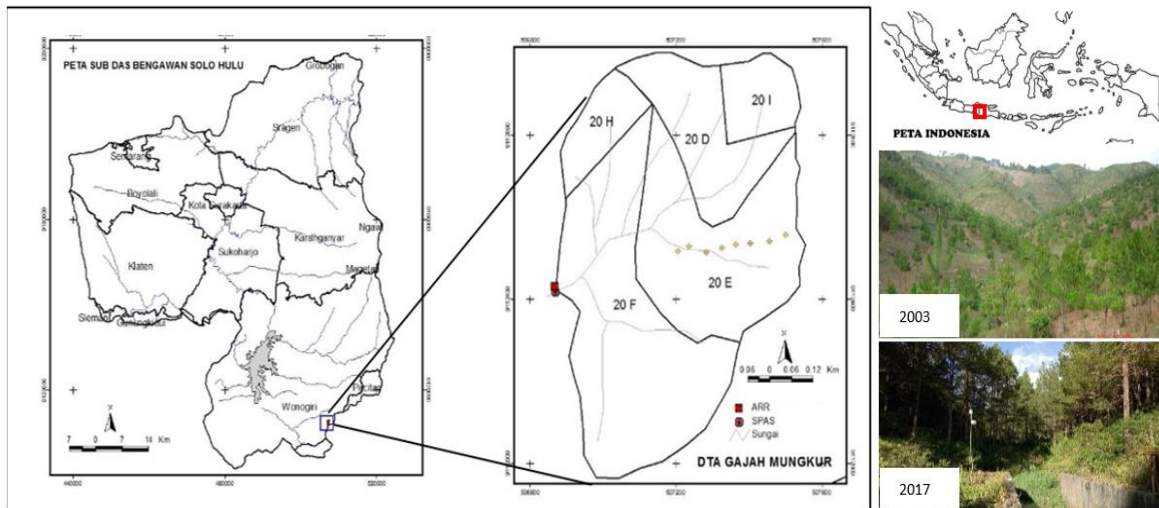 PETA SUB DAS BENGAWAN SOLO HULU
Grobogan
Sragen
Semarang
Boyolali
Kota Surakarta
Ngawi
Sukoharjo
Karanganyar
Klaten
Magetan
Sleman
Gunungkidul
Pacitan
Wonogiri
7 0 7 14 Km
20 H
20 I
20 D
20 E
20 F
0.06 0 0.06 0.12 Km
ARR
SPAS
Sungai
DTA GAJAH MUNGKUR
PETA INDONESIA
2003
2017